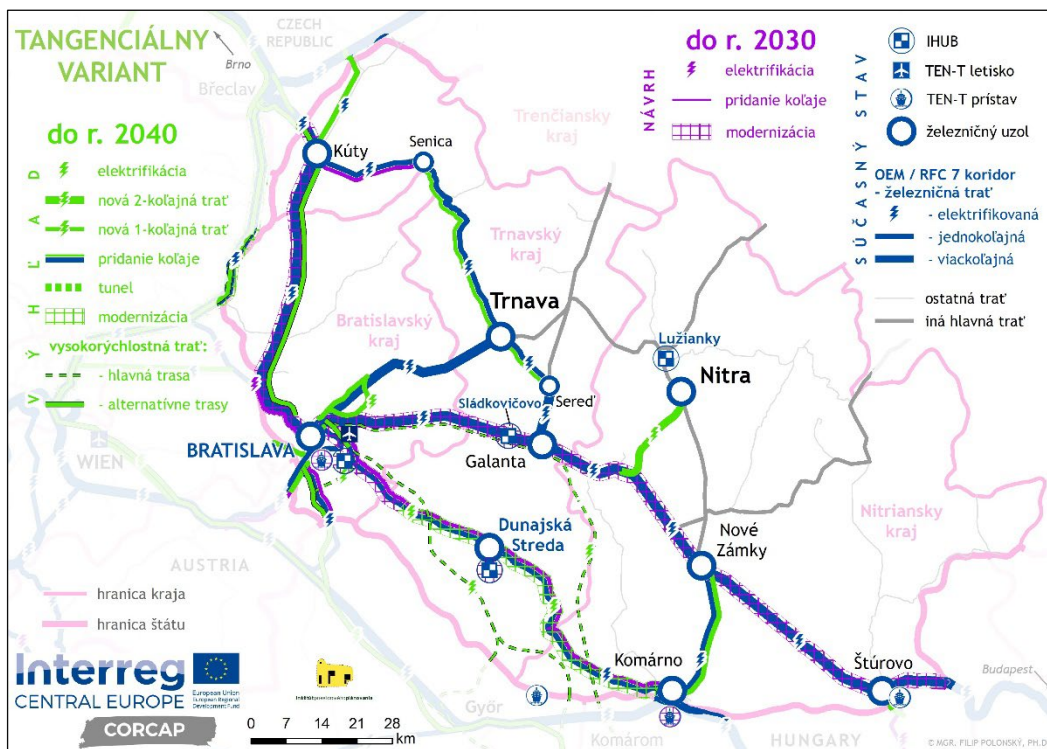 TANGENCIÁLNY
VARIANT
do r. 2040
VÝHĽAD
elektrifikácia
nová 2-koľajná trať
nová 1-koľajná trať
pridanie koľaje
tunel
modernizácia
vysokorýchlostná trať:
- hlavná trasa
- alternatívne trasy
do r. 2030
NÁVRH
elektrifikácia
pridanie koľaje
modernizácia
SÚČASNÝ STAV
IHUB
TEN-T letisko
TEN-T prístav
železničný uzol
OEM / RFC 7 koridor
- železničná trať
- elektrifikovaná
- jednokoľajná
- viackoľajná
ostatná trať
iná hlavná trať
CZECH
REPUBLIC
Brno
Břeclav
Kúty
Senica
Trenčiansky
kraj
Trnavský
kraj
Trnava
Bratislavský
kraj
Lužianky
Nitra
Sereď
Sládkovičovo
Galanta
BRATISLAVA
WIEN
Dunajská
Streda
Nové
Zámky
Nitriansky
kraj
AUSTRIA
hranica kraja
hranica štátu
Komárno
Štúrovo
Budapest
Győr
Komárom
HUNGARY
Interreg
CENTRAL EUROPE
European Union
European Regional
Development Fund
CORCAP
0 7 14 21 28
km
© MGR. FILIP POLONSKÝ, PH.D